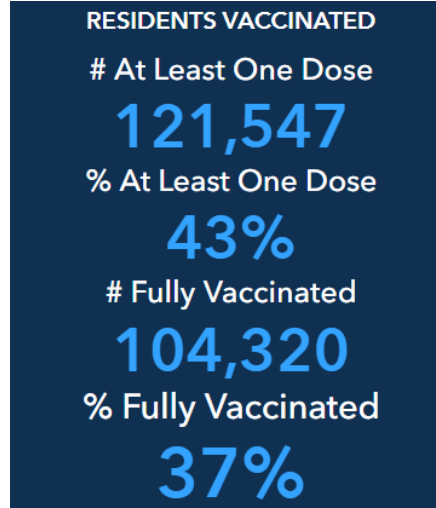 RESIDENTS VACCINATED
# At Least One Dose
121,547
% At Least One Dose
43%
# Fully Vaccinated
104,320
% Fully Vaccinated
37%